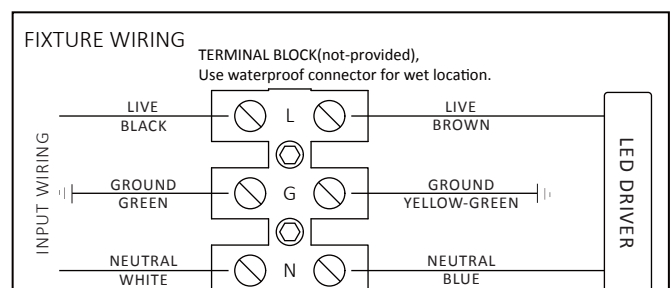 FIXTURE WIRING
TERMINAL BLOCK(not-provided),
Use waterproof connector for wet location.
LIVE
BLACK
L
LIVE
BROWN
INPUT WIRING
GROUND
GREEN
G
GROUND
YELLOW-GREEN
LED DRIVER
NEUTRAL
WHITE
N
NEUTRAL
BLUE